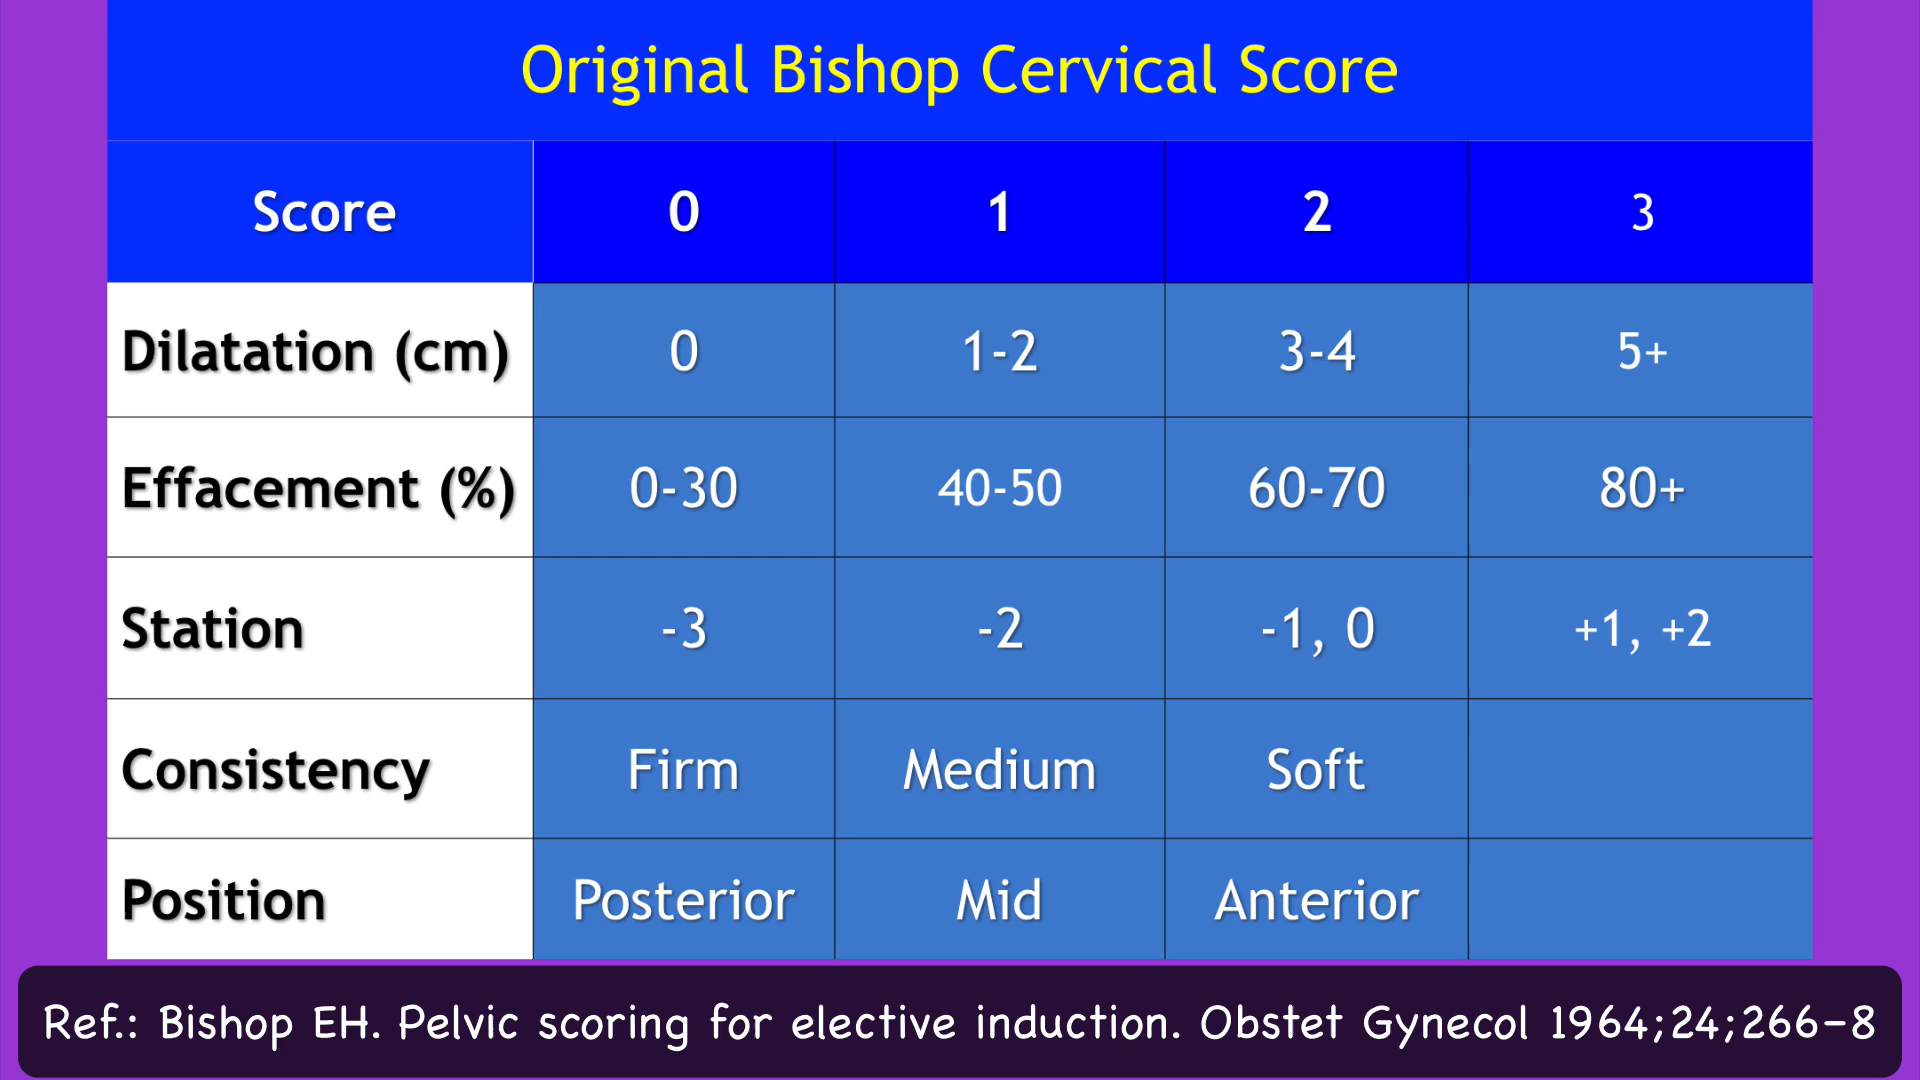 Original Bishop Cervical Score
Score 0 1 2 3
Dilatation (cm) 0 1-2 3-4 5+
Effacement (%) 0-30 40-50 60-70 80+
Station -3 -2 -1, 0 +1, +2
Consistency Firm Medium Soft
Position Posterior Mid Anterior
Ref.: Bishop EH. Pelvic scoring for elective induction. Obstet Gynecol 1964;24;266-8